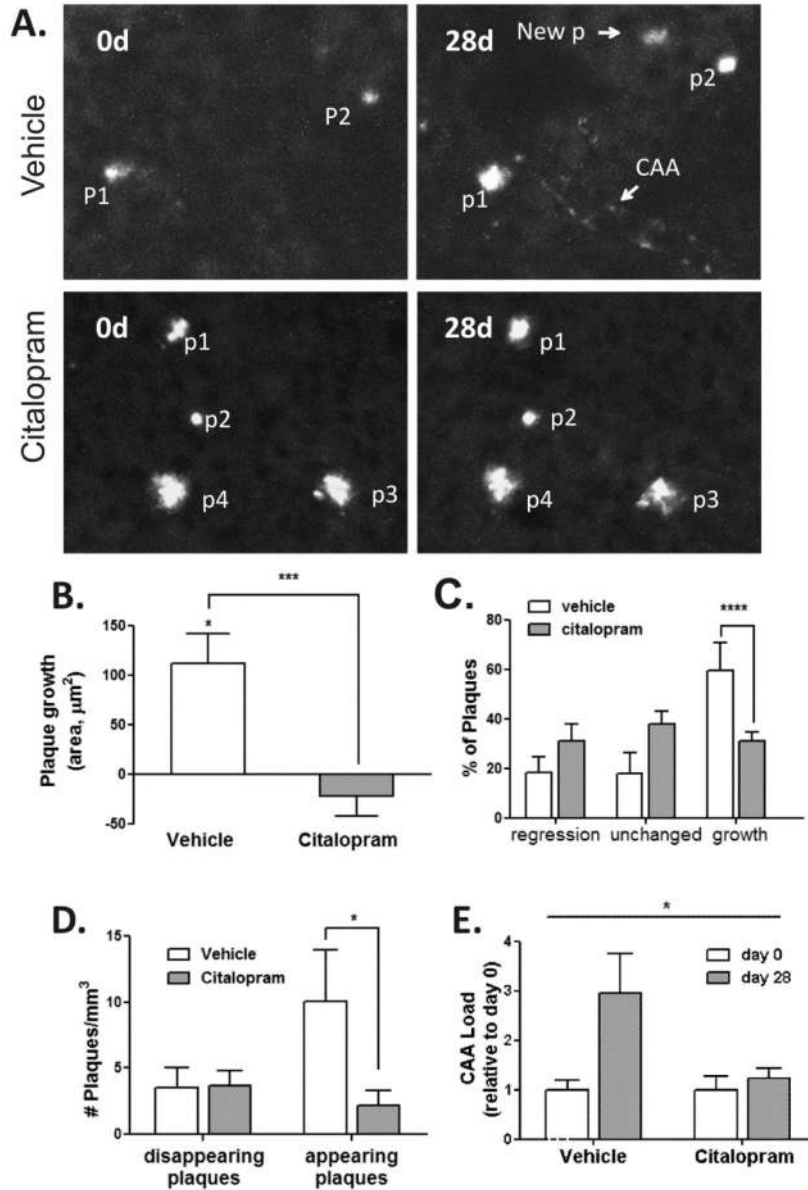 A.
Vehicle
0d
P2
P1
28d
New p
p2
CAA
p1
Citalopram
0d
p1
p2
p4
p3
28d
p1
p2
p4
p3
B.
***
*
Plaque growth
(area, μm²)
150
100
50
0
-50
Vehicle
Citalopram
C.
vehicle
citalopram
****
% of Plaques
80
60
40
20
0
regression
unchanged
growth
D.
Vehicle
Citalopram
*
# Plaques/mm³
15
10
5
0
disappearing
plaques
appearing
plaques
E.
*
day 0
day 28
CAA Load
(relative to day 0)
4
3
2
1
0
Vehicle
Citalopram